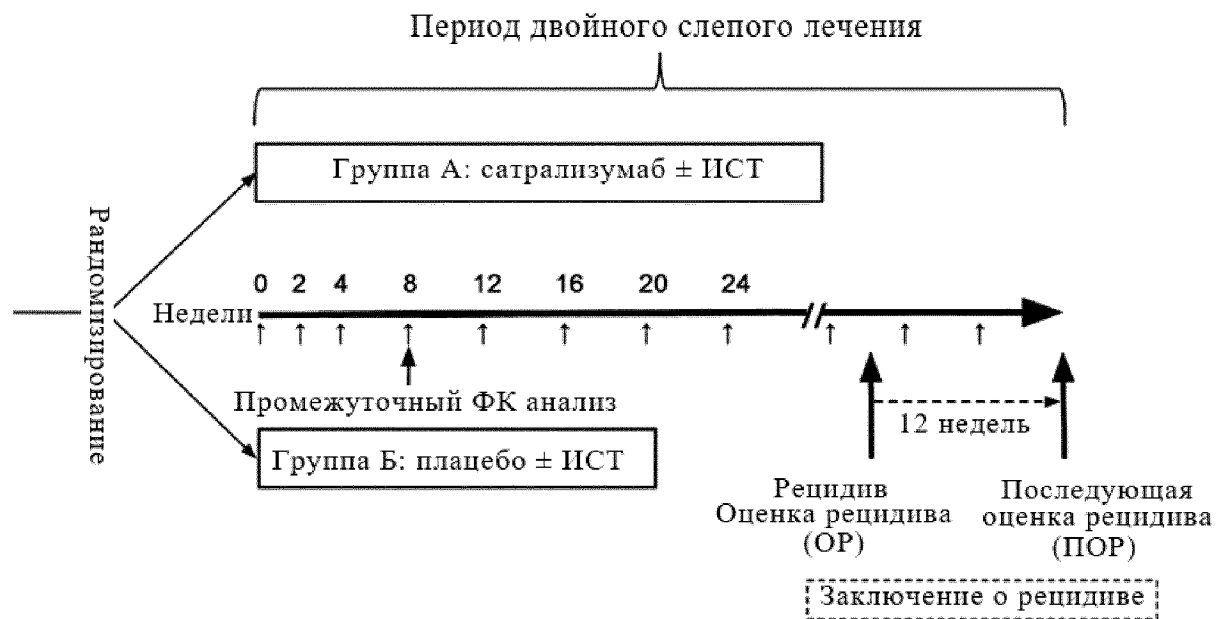 Период двойного слепого лечения
Группа А: сатрализумаб ± ИСТ
Рандомизирование
0 2 4 8 12 16 20 24
Недели
Промежуточный ФК анализ
12 недель
Группа Б: плацебо ± ИСТ
Рецидив
Оценка рецидива
(ОР)
Последующая
оценка рецидива
(ПОР)
Заключение о рецидиве